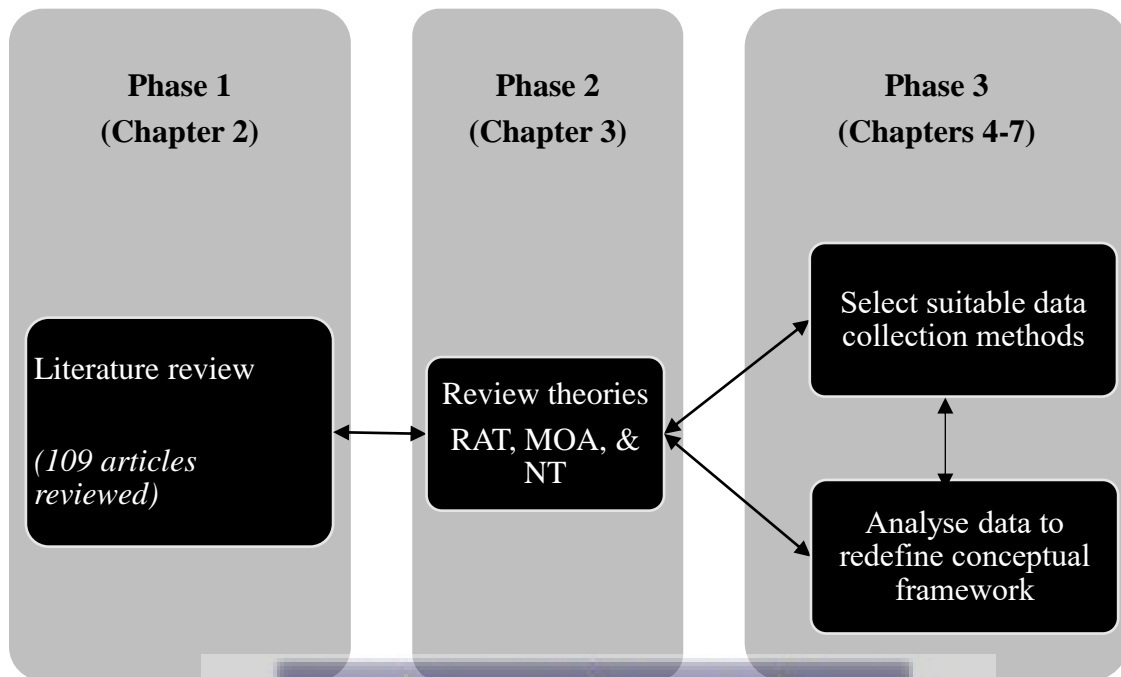 Phase 1
(Chapter 2)
Literature review
(109 articles
reviewed)
Phase 2
(Chapter 3)
Review theories
RAT, MOA, &
NT
Phase 3
(Chapters 4-7)
Select suitable data
collection methods
Analyse data to
redefine conceptual
framework